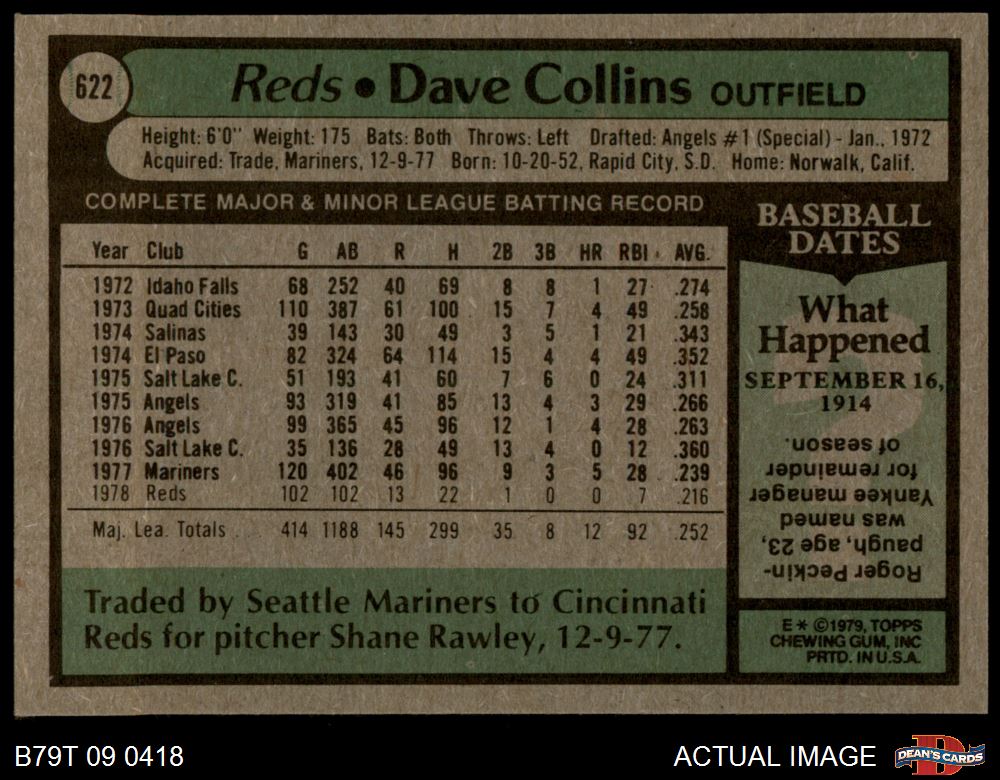 622
Reds • Dave Collins OUTFIELD
Height: 6'0" Weight: 175 Bats: Both Throws: Left Drafted: Angels #1 (Special) - Jan., 1972
Acquired: Trade, Mariners, 12-9-77 Born: 10-20-52, Rapid City, S.D. Home: Norwalk, Calif.
COMPLETE MAJOR & MINOR LEAGUE BATTING RECORD
Year Club G AB R H 2B 3B HR RBI AVG.
1972 Idaho Falls 68 252 40 69 8 8 1 27 .274
1973 Quad Cities 110 387 61 100 15 7 4 49 .258
1974 Salinas 39 143 30 49 3 5 1 21 .343
1974 El Paso 82 324 64 114 15 4 4 49 .352
1975 Salt Lake C. 51 193 41 60 7 6 0 24 .311
1975 Angels 93 319 41 85 13 4 3 29 .266
1976 Angels 99 365 45 96 12 1 4 28 .263
1976 Salt Lake C. 35 136 28 49 13 4 0 12 .360
1977 Mariners 120 402 46 96 9 3 5 28 .239
1978 Reds 102 102 13 22 1 0 0 7 .216
Maj. Lea. Totals 414 1188 145 299 35 8 12 92 .252
Traded by Seattle Mariners to Cincinnati
Reds for pitcher Shane Rawley, 12-9-77.
BASEBALL
DATES
What
Happened
SEPTEMBER 16,
1914
Roger Peckin-
paugh, age 23,
was named
Yankee manager
for remainder
of season.
E* ©1979, TOPPS
CHEWING GUM, INC
PRTD. IN U.S.A.
B79T 09 0418
ACTUAL IMAGE
DEAN'S CARDS